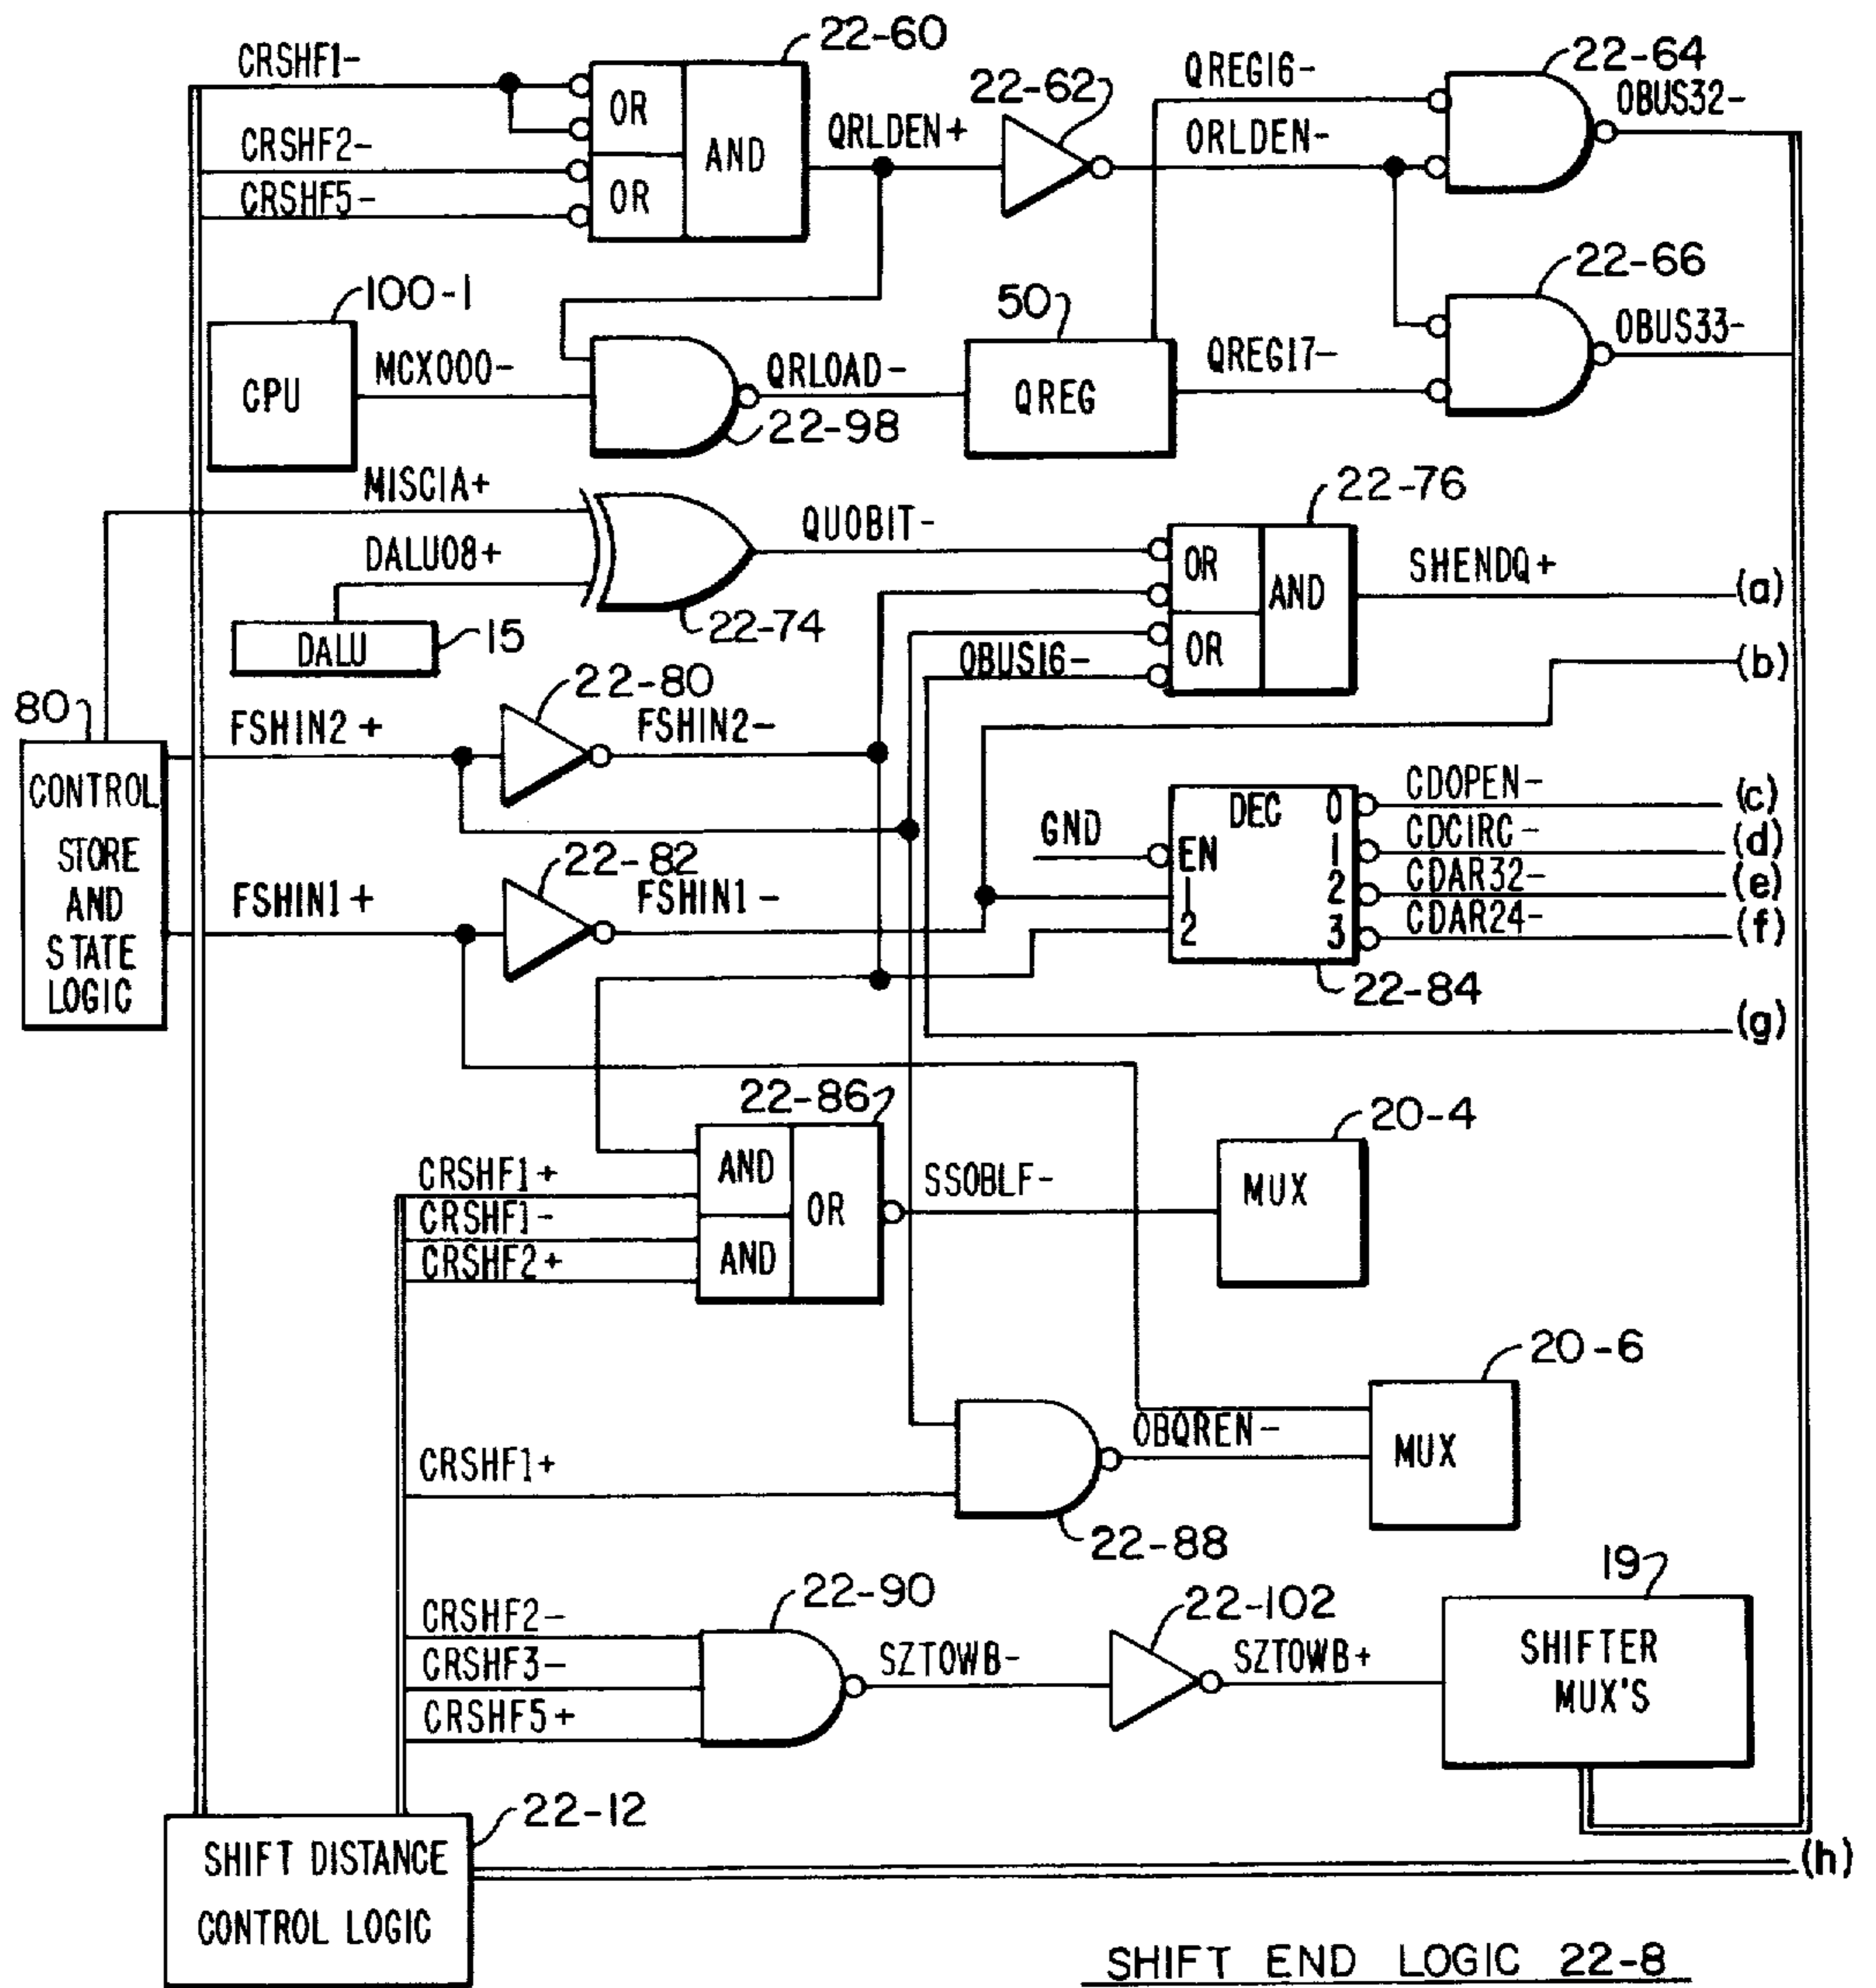 22-60
CRSHF1-
CRSHF2-
CRSHF5-
OR
OR
AND
QRLDEN+
22-62
QREG16-
ORLDEN-
22-64
OBUS32-
22-66
OBUS33-
100-1
CPU
MCX000-
QRLOAD-
22-98
50
QREG
QREG17-
MISC1A+
DALU08+
QUOBIT-
22-74
DALU
15
22-76
OR
OR
AND
SHENDQ+
(a)
OBUS16-
(b)
80
CONTROL
STORE
AND
STATE
LOGIC
FSHIN2+
22-80
FSHIN2-
FSHIN1+
22-82
FSHIN1-
GND
DEC
EN
1
2
0
1
2
3
22-84
CDOPEN-
(c)
CDCIRC-
(d)
CDAR32-
(e)
CDAR24-
(f)
(g)
22-86
CRSHF1+
CRSHF1-
CRSHF2+
AND
AND
OR
SSOBLF-
20-4
MUX
CRSHF1+
22-88
OBQREN-
20-6
MUX
CRSHF2-
CRSHF3-
CRSHF5+
22-90
SZTOWB-
22-102
SZTOWB+
19
SHIFTER
MUX'S
22-12
SHIFT DISTANCE
CONTROL LOGIC
(h)
SHIFT END LOGIC 22-8